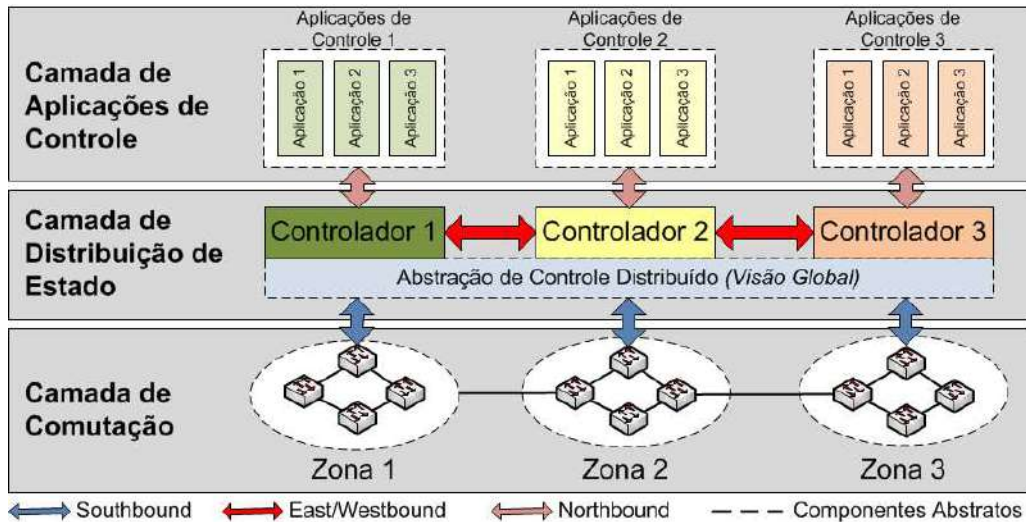 Camada de
Aplicações de
Controle
Aplicações de
Controle 1
Aplicação 1
Aplicação 2
Aplicação 3
Aplicações de
Controle 2
Aplicação 1
Aplicação 2
Aplicação 3
Aplicações de
Controle 3
Aplicação 1
Aplicação 2
Aplicação 3
Camada de
Distribuição de
Estado
Controlador 1
Controlador 2
Controlador 3
Abstração de Controle Distribuído (Visão Global)
Camada de
Comutação
Zona 1
Zona 2
Zona 3
Southbound
East/Westbound
Northbound
Componentes Abstratos